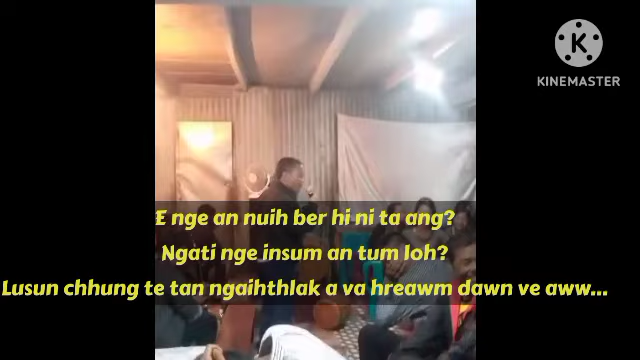 KINEMASTER
E nge an nuih ber hi ni ta ang?
Ngati nge insum an tum loh?
Lusun chhung te tan ngaihthlak a va hreawm dawn ve aww...